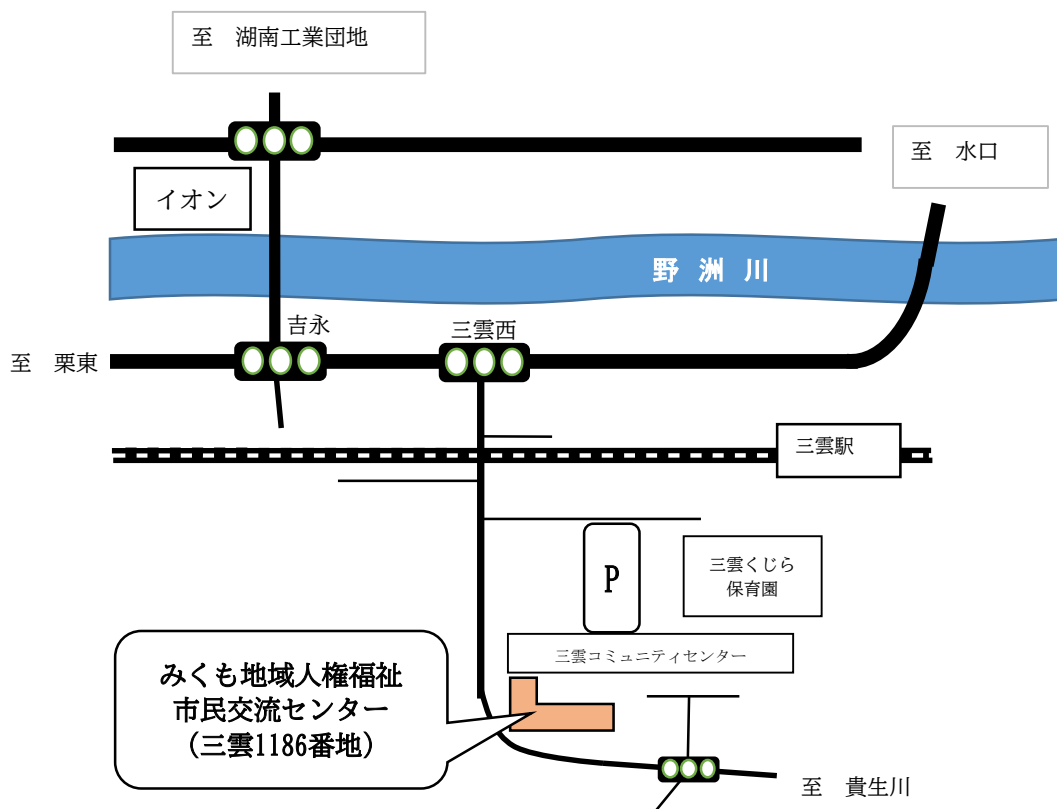 至　湖南工業団地
至　水口
イオン
野 洲 川
吉永
三雲西
至　栗東
三雲駅
P
三雲くじら
保育園
三雲コミュニティセンター
みくも地域人権福祉
市民交流センター
（三雲1186番地）
至　貴生川